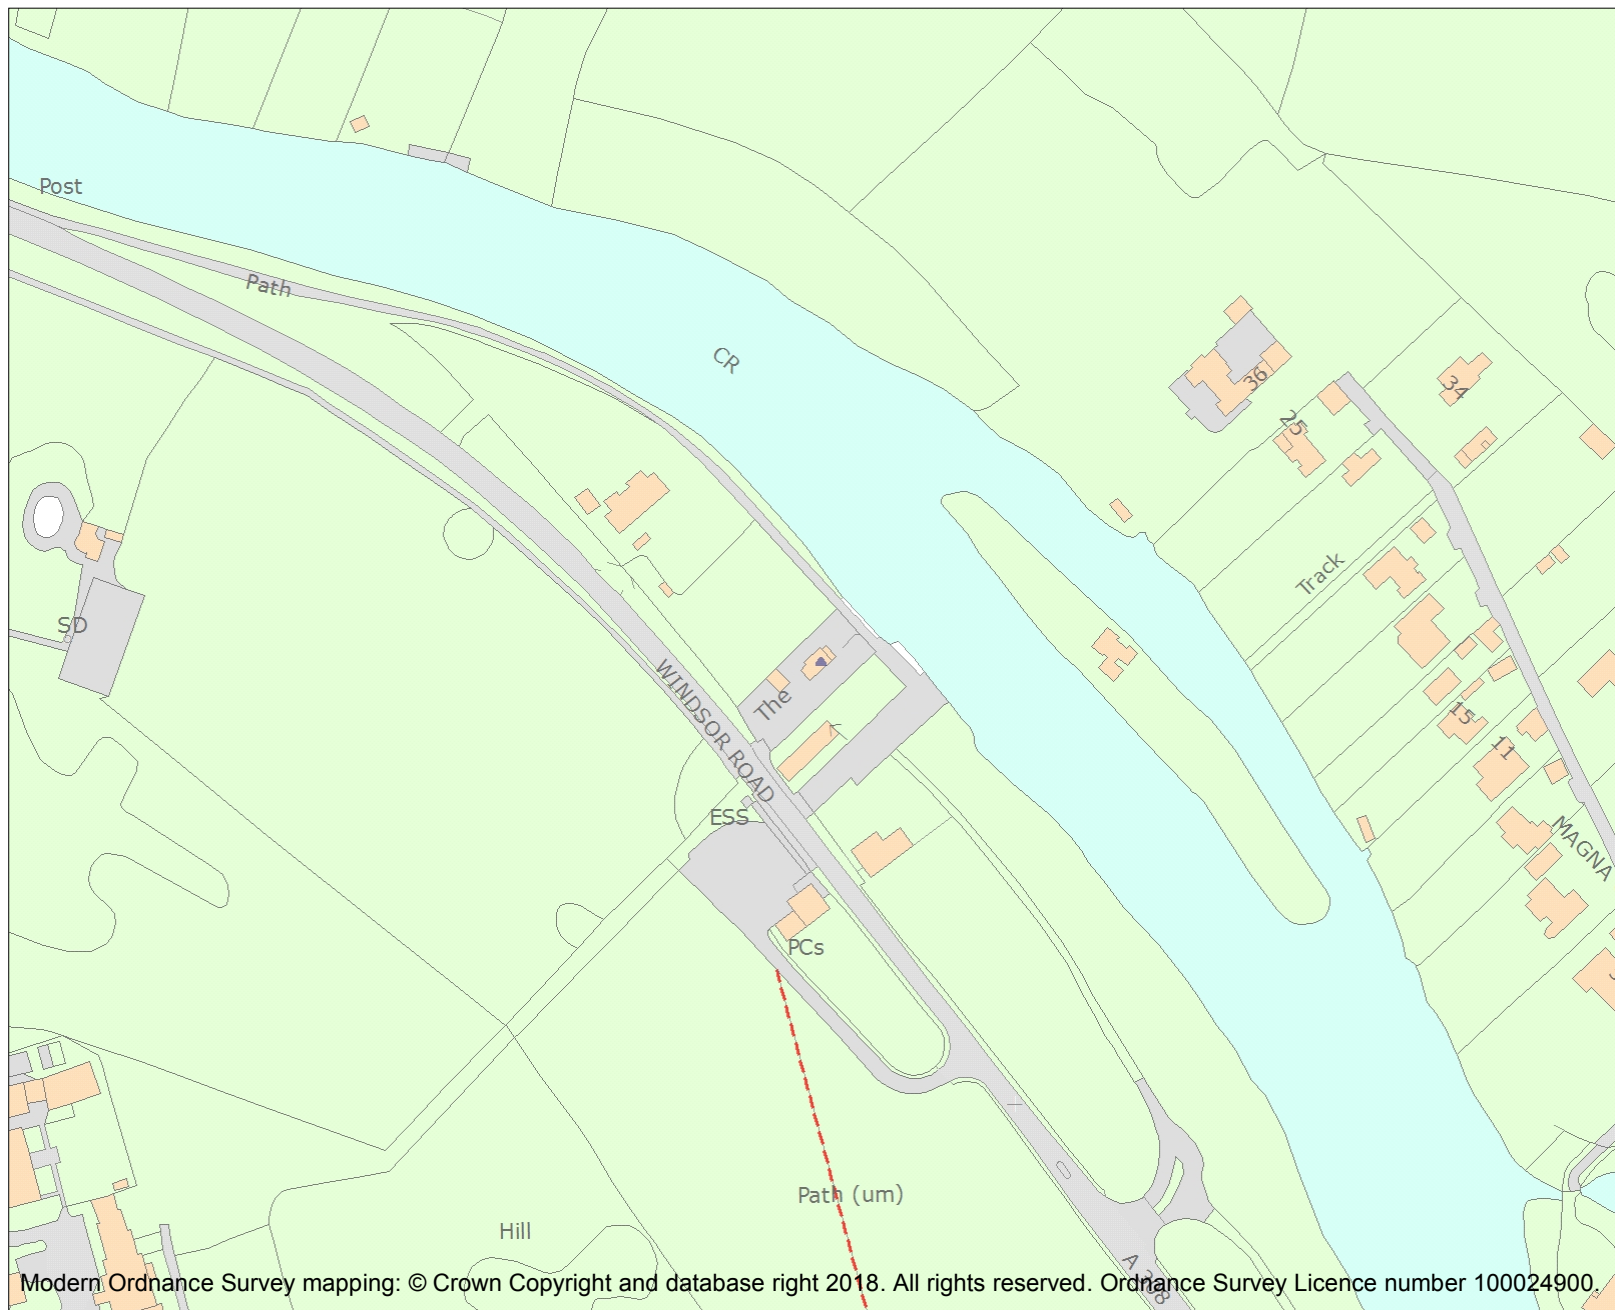 Post
Path
CR
36
34
25
Track
SD
The
WINDSOR ROAD
15
11
ESS
MAGNA
PCs
Path (um)
Hill
A 308
Modern Ordnance Survey mapping: © Crown Copyright and database right 2018. All rights reserved. Ordnance Survey Licence number 100024900.